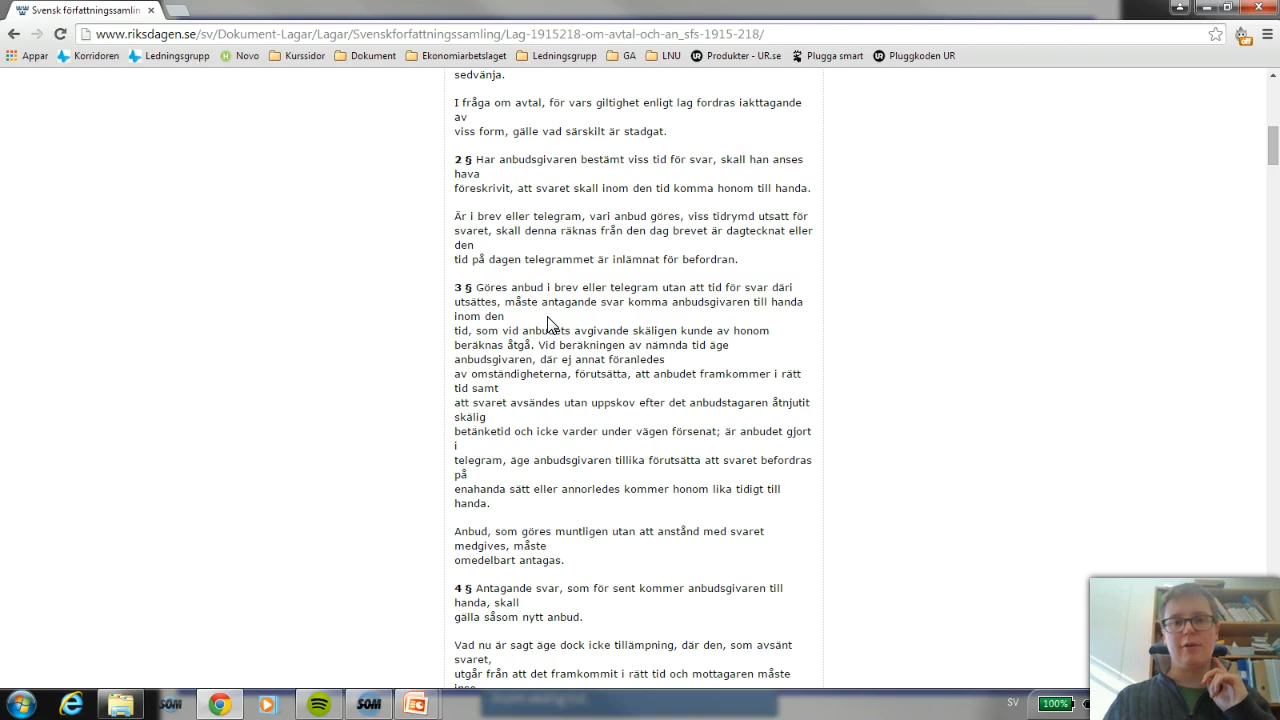 Svensk författningssamlin
www.riksdagen.se/sv/Dokument-Lagar/Lagar/Svenskforfattningssamling/Lag-1915218-om-avtal-och-an_sfs-1915-218/
Appar Korridoren Ledningsgrupp Novo Kurssidor Dokument Ekonomiarbetslaget Ledningsgrupp GA LNU Produkter - UR.se Plugga smart Pluggkoden UR
sedvänja.
I fråga om avtal, för vars giltighet enligt lag fordras iakttagande
av
viss form, gälle vad särskilt är stadgat.
2 § Har anbudsgivaren bestämt viss tid för svar, skall han anses
hava
föreskrivit, att svaret skall inom den tid komma honom till handa.
Är i brev eller telegram, vari anbud göres, viss tidrymd utsatt för
svaret, skall denna räknas från den dag brevet är dagtecknat eller
den
tid på dagen telegrammet är inlämnat för befordran.
3 § Göres anbud i brev eller telegram utan att tid för svar däri
utsättes, måste antagande svar komma anbudsgivaren till handa
inom den
tid, som vid anbudets avgivande skäligen kunde av honom
beräknas åtgå. Vid beräkningen av nämnda tid äge
anbudsgivaren, där ej annat föranledes
av omständigheterna, förutsätta, att anbudet framkommer i rätt
tid samt
att svaret avsändes utan uppskov efter det anbudstagaren åtnjutit
skälig
betänketid och icke varder under vägen försenat; är anbudet gjort
i
telegram, äge anbudsgivaren tillika förutsätta att svaret befordras
på
enahanda sätt eller annorledes kommer honom lika tidigt till
handa.
Anbud, som göres muntligen utan att anstånd med svaret
medgives, måste
omedelbart antagas.
4 § Antagande svar, som för sent kommer anbudsgivaren till
handa, skall
gälla såsom nytt anbud.
Vad nu är sagt äge dock icke tillämpning, där den, som avsänt
svaret,
utgår från att det framkommit i rätt tid och mottagaren måste
inse
SOM SOM SV 100%